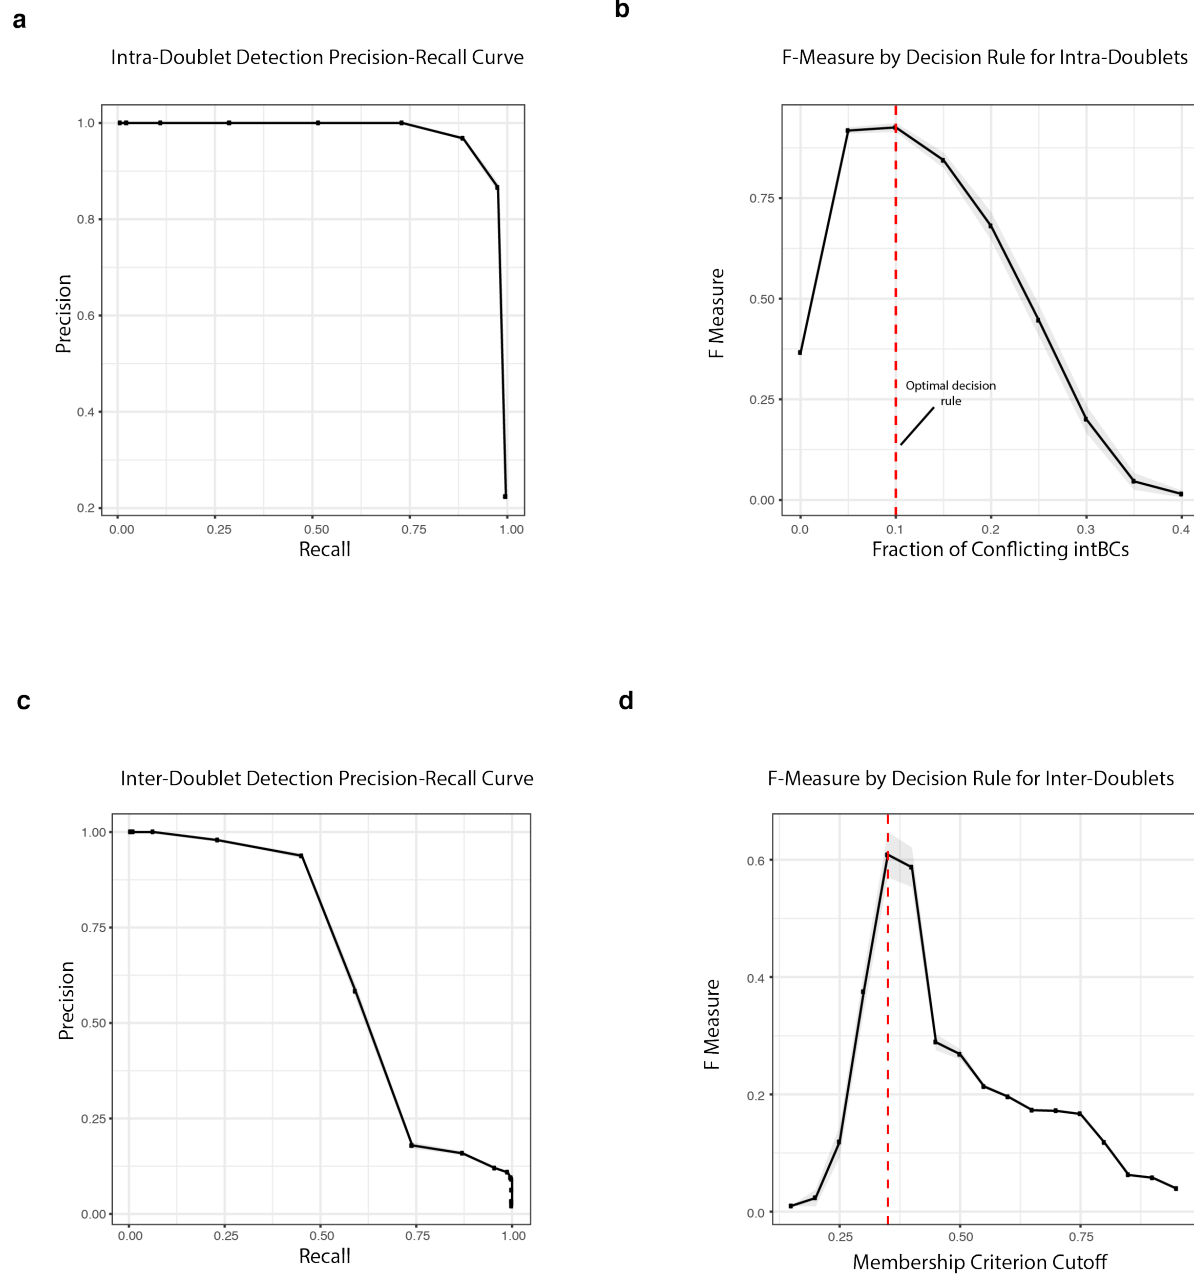 a
Intra-Doublet Detection Precision-Recall Curve
1.0
0.8
0.6
0.4
0.2
Precision
0.00
0.25
0.50
0.75
1.00
Recall
b
F-Measure by Decision Rule for Intra-Doublets
0.75
0.50
0.25
0.00
F Measure
Optimal decision
rule
0.0
0.1
0.2
0.3
0.4
Fraction of Conflicting intBCs
c
Inter-Doublet Detection Precision-Recall Curve
1.00
0.75
0.50
0.25
0.00
Precision
0.00
0.25
0.50
0.75
1.00
Recall
d
F-Measure by Decision Rule for Inter-Doublets
0.6
0.4
0.2
0.0
F Measure
0.25
0.50
0.75
Membership Criterion Cutoff